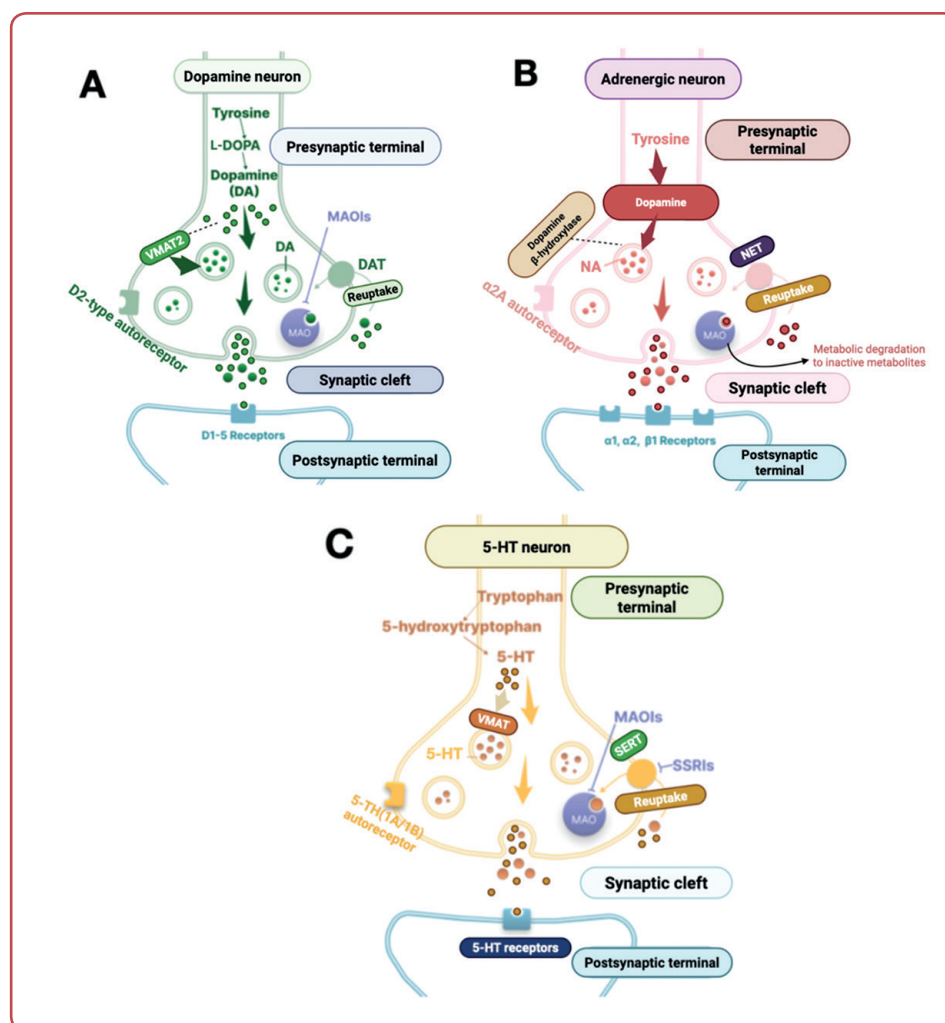 A
Dopamine neuron
Tyrosine
L-DOPA
Dopamine
(DA)
Presynaptic terminal
MAOIs
VMAT2
DA
DAT
Reuptake
D2-type autoreceptor
MAO
Synaptic cleft
D1-5 Receptors
Postsynaptic terminal
B
Adrenergic neuron
Presynaptic
terminal
Tyrosine
Dopamine
Dopamine
β-hydroxylase
NA
NET
Reuptake
α2A autoreceptor
MAO
Metabolic degradation
to inactive metabolites
Synaptic cleft
α1, α2, β1 Receptors
Postsynaptic
terminal
C
5-HT neuron
Presynaptic
terminal
Tryptophan
5-hydroxytryptophan
5-HT
VMAT
MAOIs
SERT
5-HT
SSRIs
Reuptake
MAO
5-TH(1A/1B)
autoreceptor
Synaptic cleft
5-HT receptors
Postsynaptic terminal